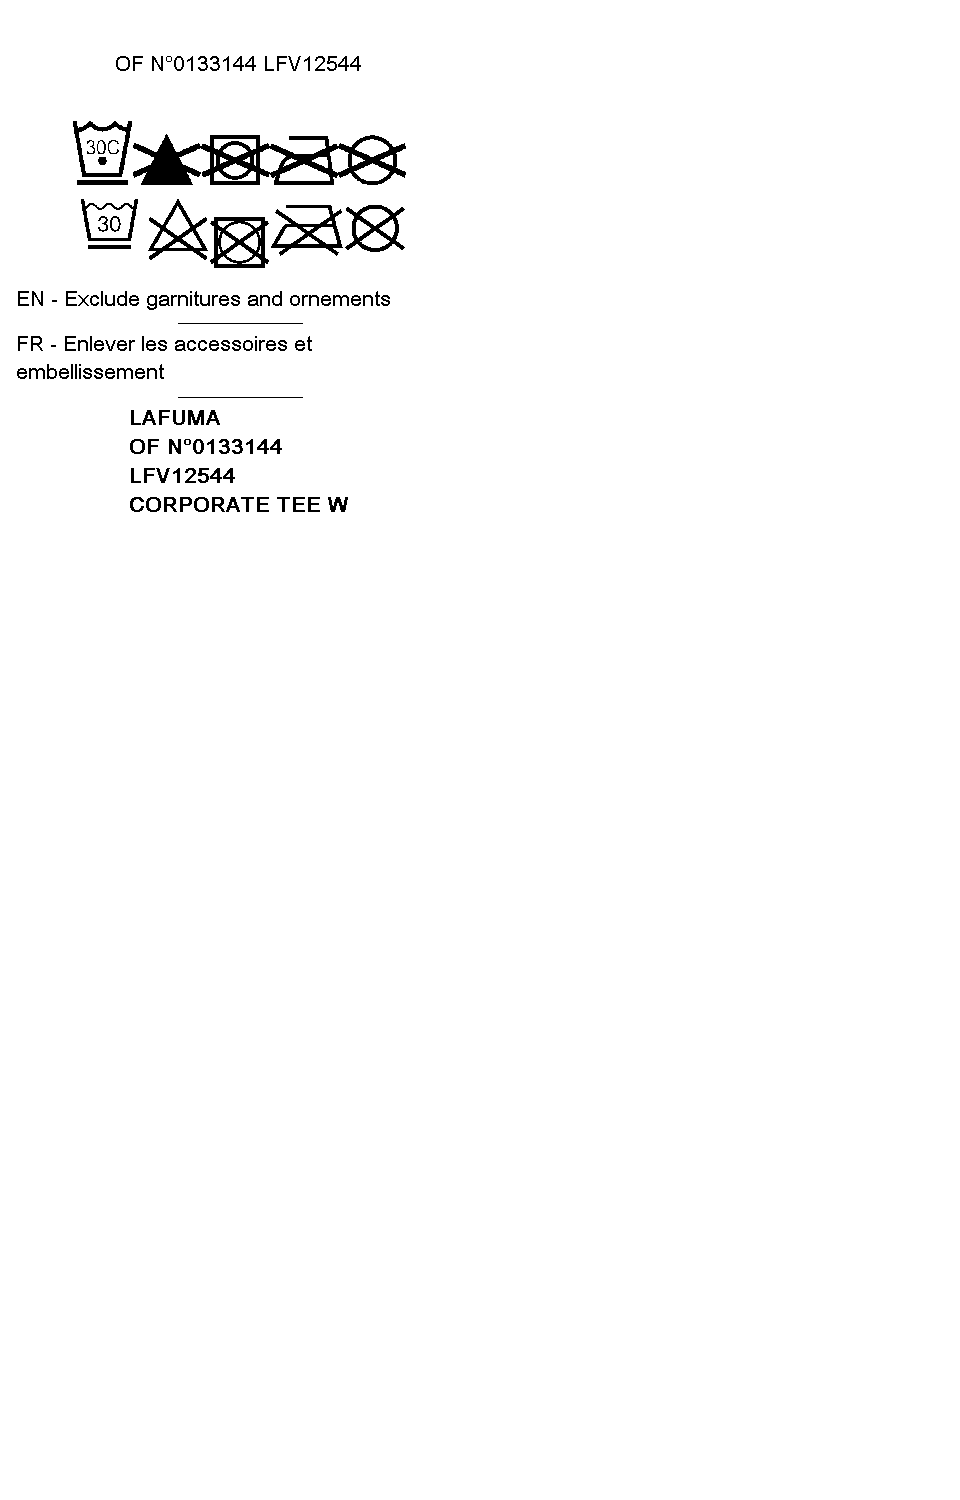 OF N°0133144 LFV12544
30C
30
EN - Exclude garnitures and ornements
FR - Enlever les accessoires et
embellissement
LAFUMA
OF N°0133144
LFV12544
CORPORATE TEE W